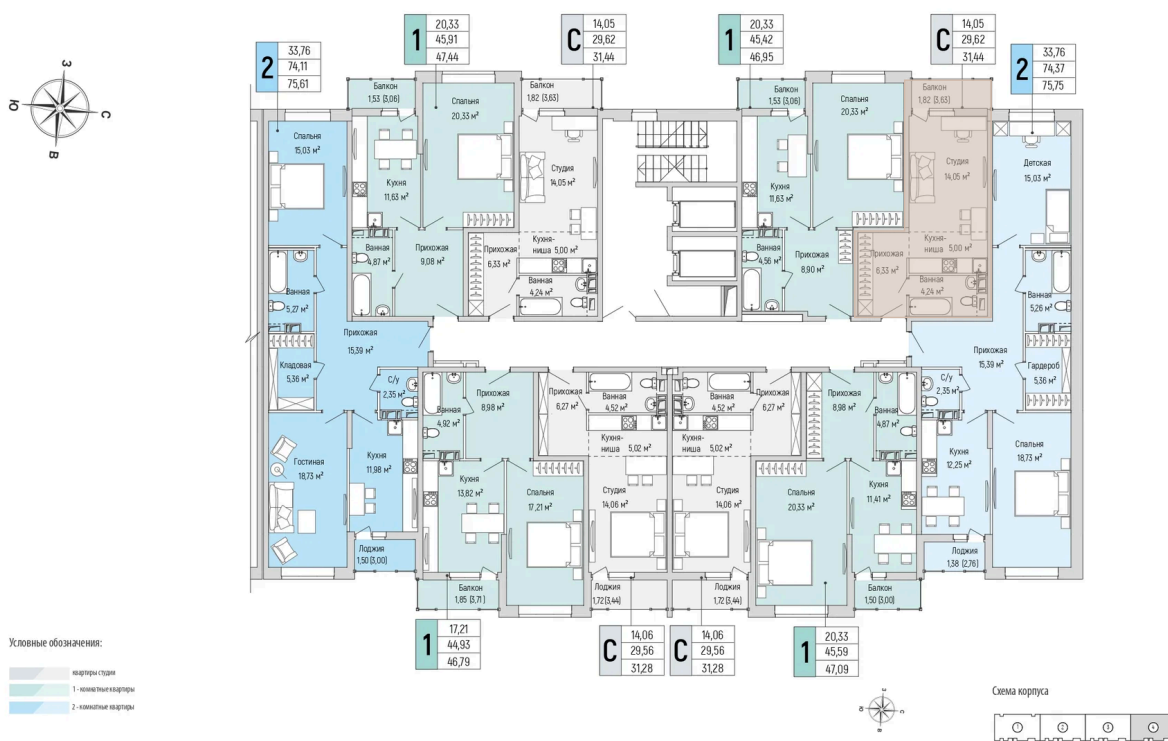 20,33
45,91
47,44
1
14,05
29,62
31,44
С
20,33
45,42
46,95
1
14,05
29,62
31,44
С
33,76
74,11
75,61
2
33,76
74,37
75,75
2
З
Ю
С
В
Балкон
1,53 (3,06)
Спальня
20,33 м²
Балкон
1,82 (3,63)
Балкон
1,53 (3,06)
Спальня
20,33 м²
Балкон
1,82 (3,63)
Спальня
15,03 м²
Кухня
11,63 м²
Студия
14,05 м²
Кухня
11,63 м²
Студия
14,05 м²
Детская
15,03 м²
Ванная
4,87 м²
Прихожая
9,08 м²
Прихожая
6,33 м²
Кухня-
ниша 5,00 м²
Ванная
4,24 м²
Ванная
4,56 м²
Прихожая
8,90 м²
Прихожая
6,33 м²
Кухня-
ниша 5,00 м²
Ванная
4,24 м²
Ванная
5,27 м²
Ванная
5,26 м²
Прихожая
15,39 м²
Прихожая
15,39 м²
Кладовая
5,36 м²
С/у
2,35 м²
С/у
2,35 м²
Гардероб
5,36 м²
Ванная
4,92 м²
Прихожая
8,98 м²
Прихожая
6,27 м²
Ванная
4,52 м²
Ванная
4,52 м²
Прихожая
6,27 м²
Прихожая
8,98 м²
Ванная
4,87 м²
Гостиная
18,73 м²
Кухня
11,98 м²
Кухня
13,82 м²
Спальня
17,21 м²
Кухня-
ниша 5,02 м²
Студия
14,06 м²
Кухня-
ниша 5,02 м²
Студия
14,06 м²
Спальня
20,33 м²
Кухня
11,41 м²
Кухня
12,25 м²
Спальня
18,73 м²
Лоджия
1,50 (3,00)
Балкон
1,85 (3,71)
Лоджия
1,72 (3,44)
Лоджия
1,72 (3,44)
Балкон
1,50 (3,00)
Лоджия
1,38 (2,76)
1
17,21
44,93
46,79
С
14,06
29,56
31,28
С
14,06
29,56
31,28
1
20,33
45,59
47,09
Условные обозначения:
квартиры студии
1 - комнатные квартиры
2 - комнатные квартиры
З
Ю
С
В
Схема корпуса
1
2
3
4